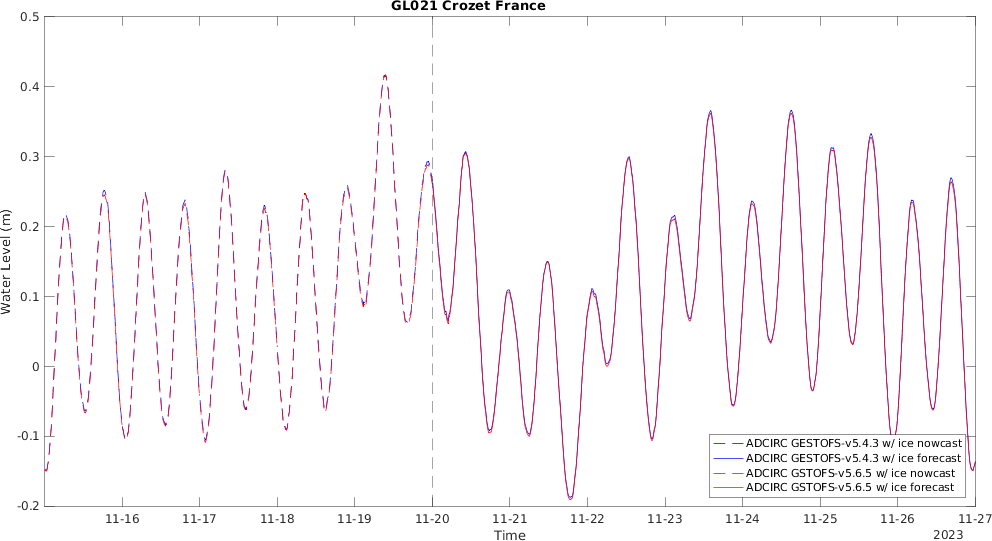 GL021 Crozet France
0.5
0.4
0.3
0.2
0.1
0
-0.1
-0.2
Water Level (m)
ADCIRC GESTOFS-v5.4.3 w/ ice nowcast
ADCIRC GESTOFS-v5.4.3 w/ ice forecast
ADCIRC GSTOFS-v5.6.5 w/ ice nowcast
ADCIRC GSTOFS-v5.6.5 w/ ice forecast
11-16 11-17 11-18 11-19 11-20 11-21 11-22 11-23 11-24 11-25 11-26 11-27
Time
2023